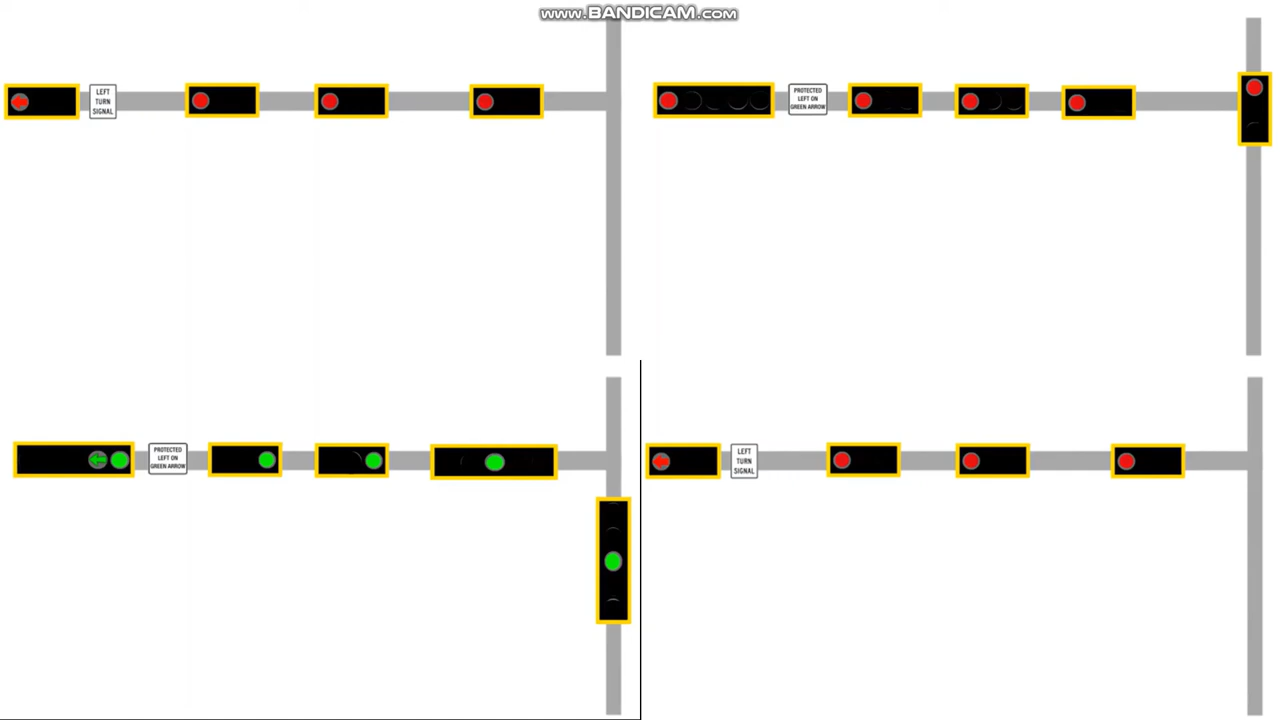 www.BANDICAM.com
LEFT
TURN
SIGNAL
PROTECTED
LEFT ON
GREEN ARROW
PROTECTED
LEFT ON
GREEN ARROW
LEFT
TURN
SIGNAL